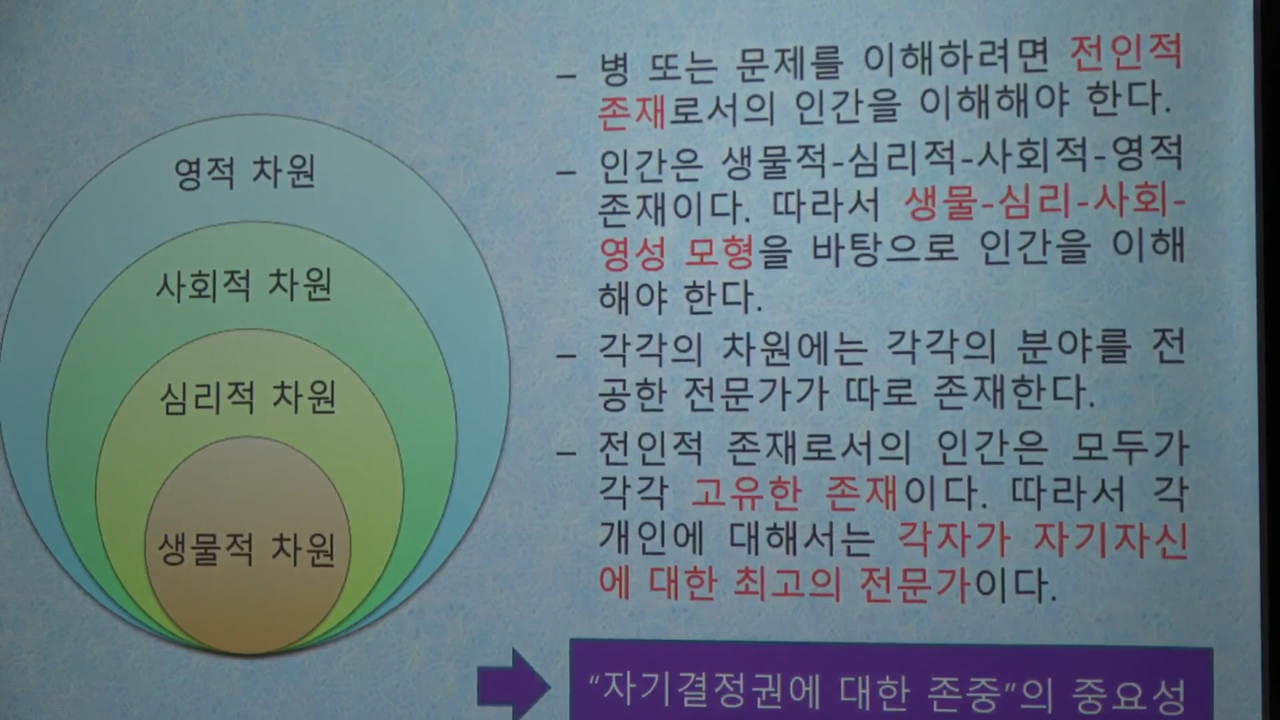 영적 차원
사회적 차원
심리적 차원
생물적 차원
– 병 또는 문제를 이해하려면 전인적
존재로서의 인간을 이해해야 한다.
– 인간은 생물적-심리적-사회적-영적
존재이다. 따라서 생물-심리-사회-
영성 모형을 바탕으로 인간을 이해
해야 한다.
– 각각의 차원에는 각각의 분야를 전
공한 전문가가 따로 존재한다.
– 전인적 존재로서의 인간은 모두가
각각 고유한 존재이다. 따라서 각
개인에 대해서는 각자가 자기자신
에 대한 최고의 전문가이다.
"자기결정권에 대한 존중"의 중요성